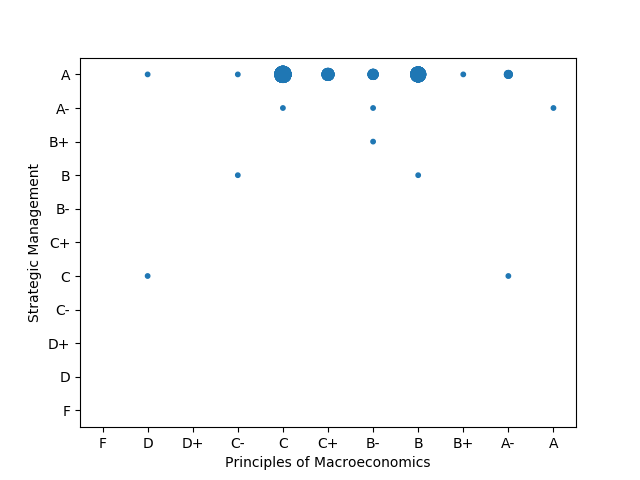 A
A-
B+
B
B-
C+
C
C-
D+
D
F
Strategic Management
F D D+ C- C C+ B- B B+ A- A
Principles of Macroeconomics